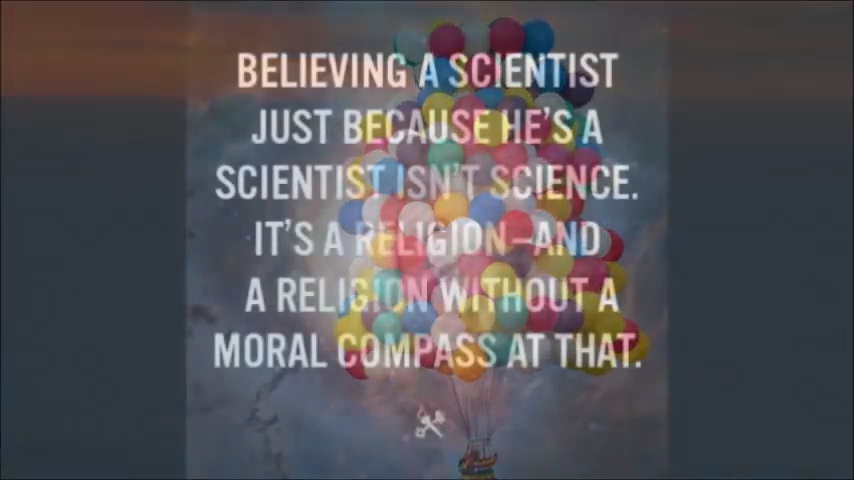 BELIEVING A SCIENTIST
JUST BECAUSE HE'S A
SCIENTIST ISN'T SCIENCE.
IT'S A RELIGION–AND
A RELIGION WITHOUT A
MORAL COMPASS AT THAT.